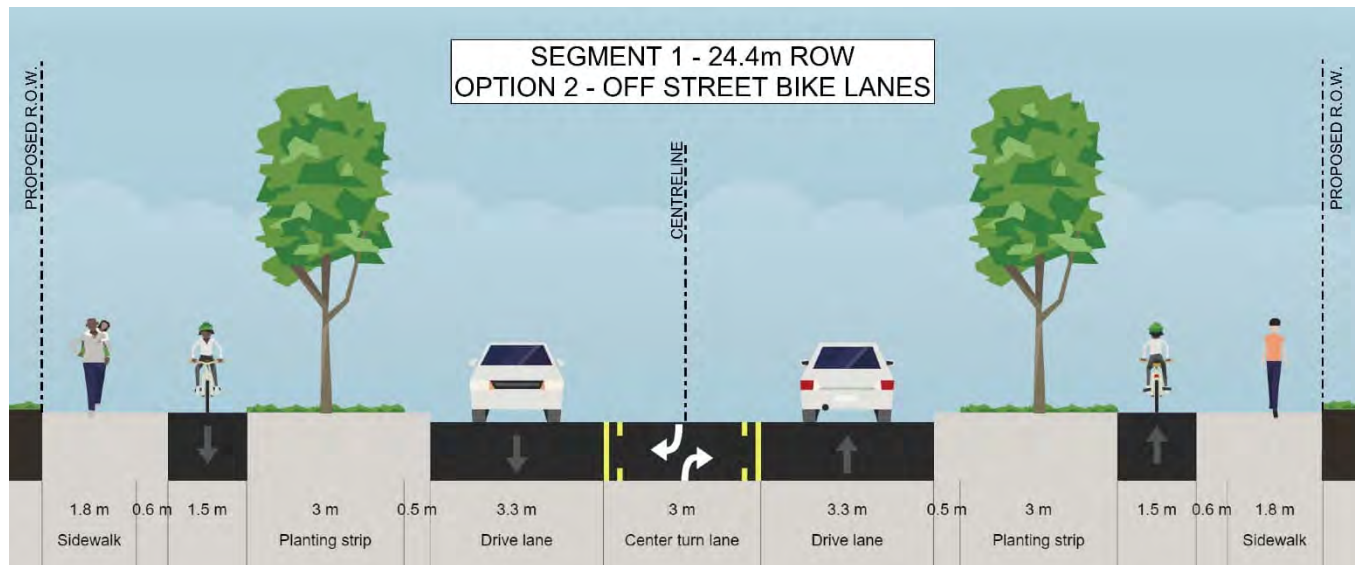 SEGMENT 1 - 24.4m ROW
OPTION 2 - OFF STREET BIKE LANES
PROPOSED R.O.W.
CENTRELINE
PROPOSED R.O.W.
1.8 m 0.6 m 1.5 m 3 m 0.5 m 3.3 m 3 m 3.3 m 0.5 m 3 m 1.5 m 0.6 m 1.8 m
Sidewalk Planting strip Drive lane Center turn lane Drive lane Planting strip Sidewalk